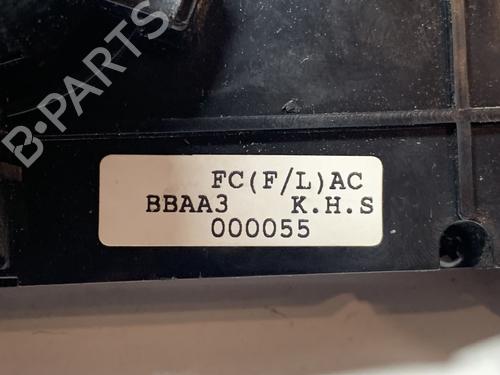 B-PARTS
FC(F/L)AC
BBAA3 K.H.S
000055